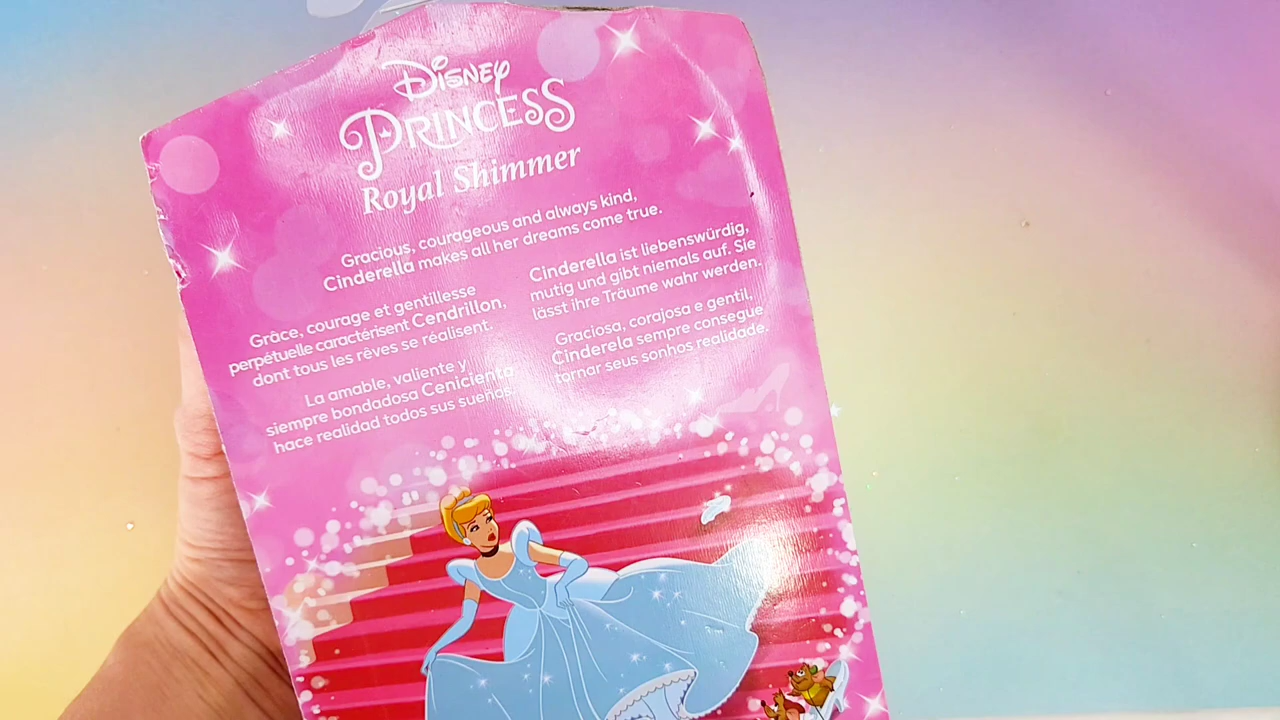 Disney
PRINCESS
Royal Shimmer
Gracious, courageous and always kind,
Cinderella makes all her dreams come true.
Grâce, courage et gentillesse
perpétuelle caractérisent Cendrillon,
dont tous les rêves se réalisent.
La amable, valiente y
siempre bondadosa Cenicienta
hace realidad todos sus sueños.
Cinderella ist liebenswürdig,
mutig und gibt niemals auf. Sie
lässt ihre Träume wahr werden.
Graciosa, corajosa e gentil,
Cinderela sempre consegue
tornar seus sonhos realidade.